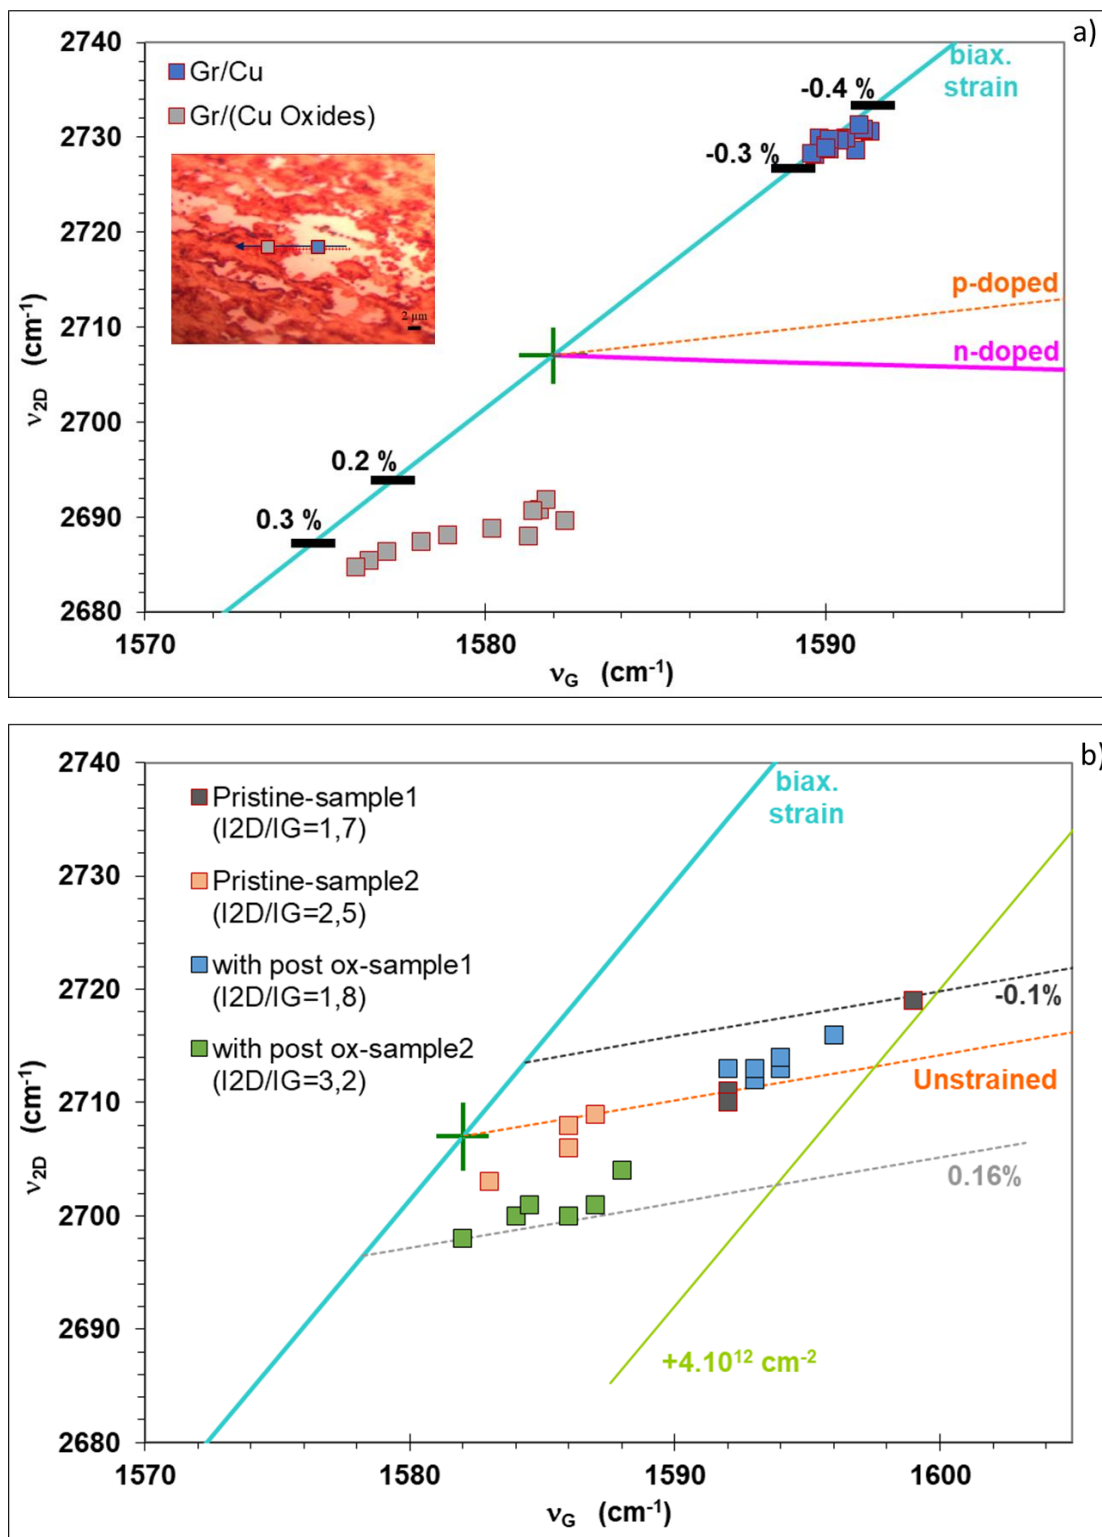 a)
2740
2730
2720
2710
2700
2690
2680
ν2D (cm-1)
Gr/Cu
Gr/(Cu Oxides)
2 µm
biax.
strain
-0.4 %
-0.3 %
p-doped
n-doped
0.2 %
0.3 %
1570
1580
1590
νG (cm-1)
b)
2740
2730
2720
2710
2700
2690
2680
ν2D (cm-1)
Pristine-sample1
(I2D/IG=1,7)
Pristine-sample2
(I2D/IG=2,5)
with post ox-sample1
(I2D/IG=1,8)
with post ox-sample2
(I2D/IG=3,2)
biax.
strain
-0.1%
Unstrained
0.16%
+4.10¹² cm-2
1570
1580
1590
1600
νG (cm-1)